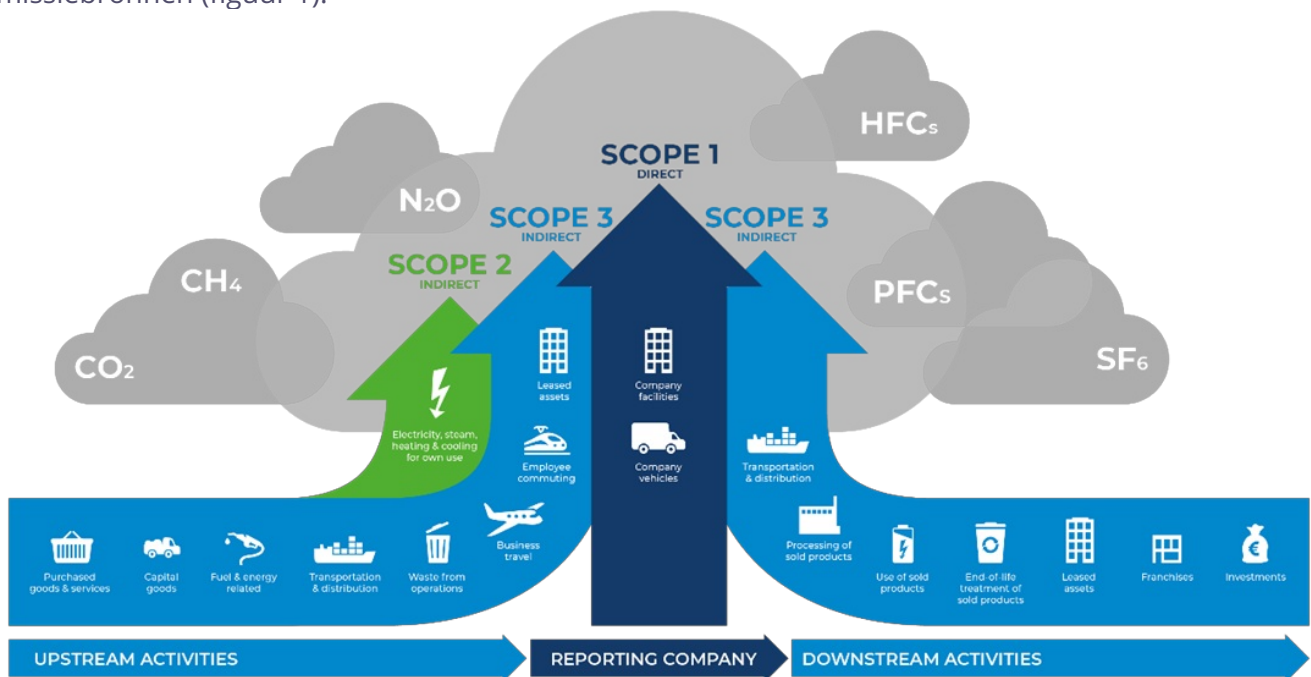 missiebronnen (figuur 1).
HFCs
SCOPE 1
DIRECT
N₂O
SCOPE 3
INDIRECT
SCOPE 3
INDIRECT
SCOPE 2
INDIRECT
CH₄
PFCs
CO₂
SF₆
Leased
assets
Company
facilities
Electricity, steam,
heating & cooling
for own use
Employee
commuting
Company
vehicles
Transportation
& distribution
Business
travel
Processing of
sold products
Purchased
goods & services
Capital
goods
Fuel & energy
related
Transportation
& distribution
Waste from
operations
Use of sold
products
End-of-life
treatment of
sold products
Leased
assets
Franchises
Investments
UPSTREAM ACTIVITIES
REPORTING COMPANY
DOWNSTREAM ACTIVITIES